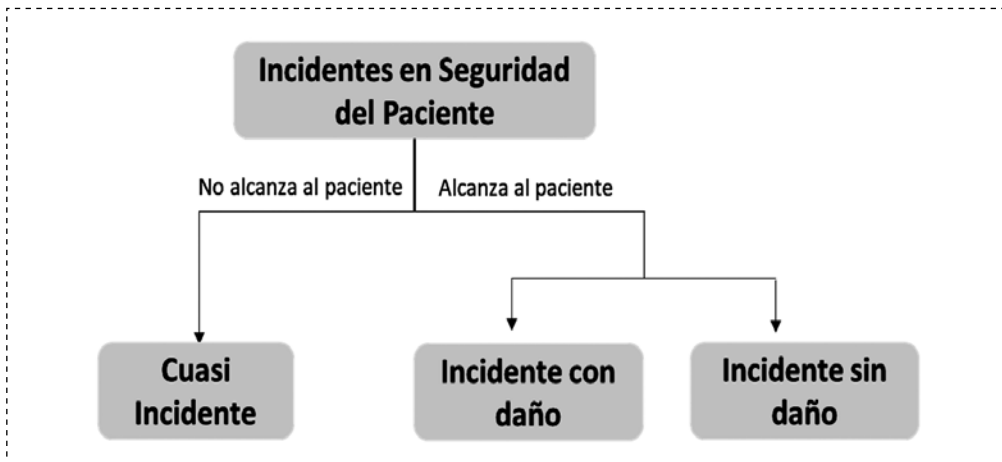 Incidentes en Seguridad
del Paciente
No alcanza al paciente
Alcanza al paciente
Cuasi
Incidente
Incidente con
daño
Incidente sin
daño